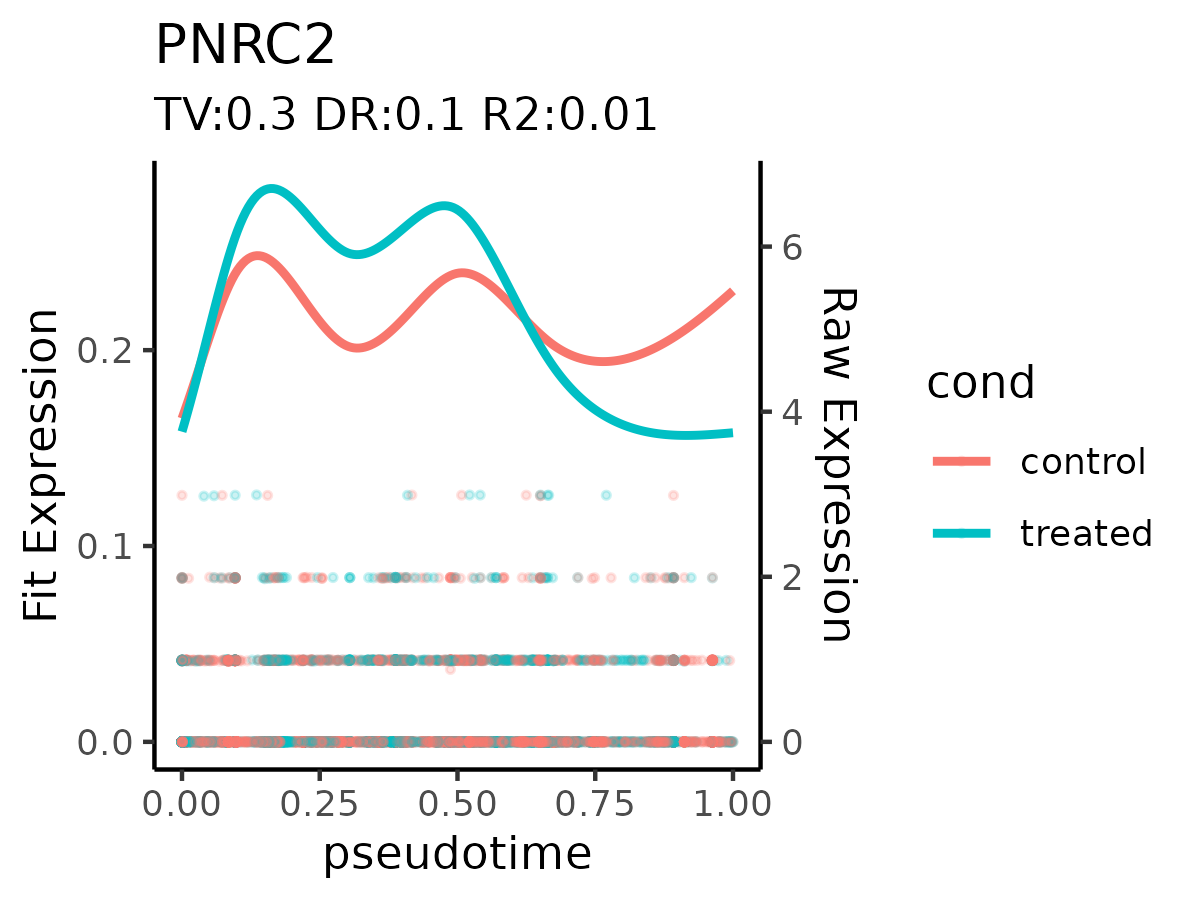 PNRC2
TV:0.3 DR:0.1 R2:0.01
Fit Expression
0.2
0.1
0.0
6
4
2
0
Raw Expression
0.00 0.25 0.50 0.75 1.00
pseudotime
cond
control
treated